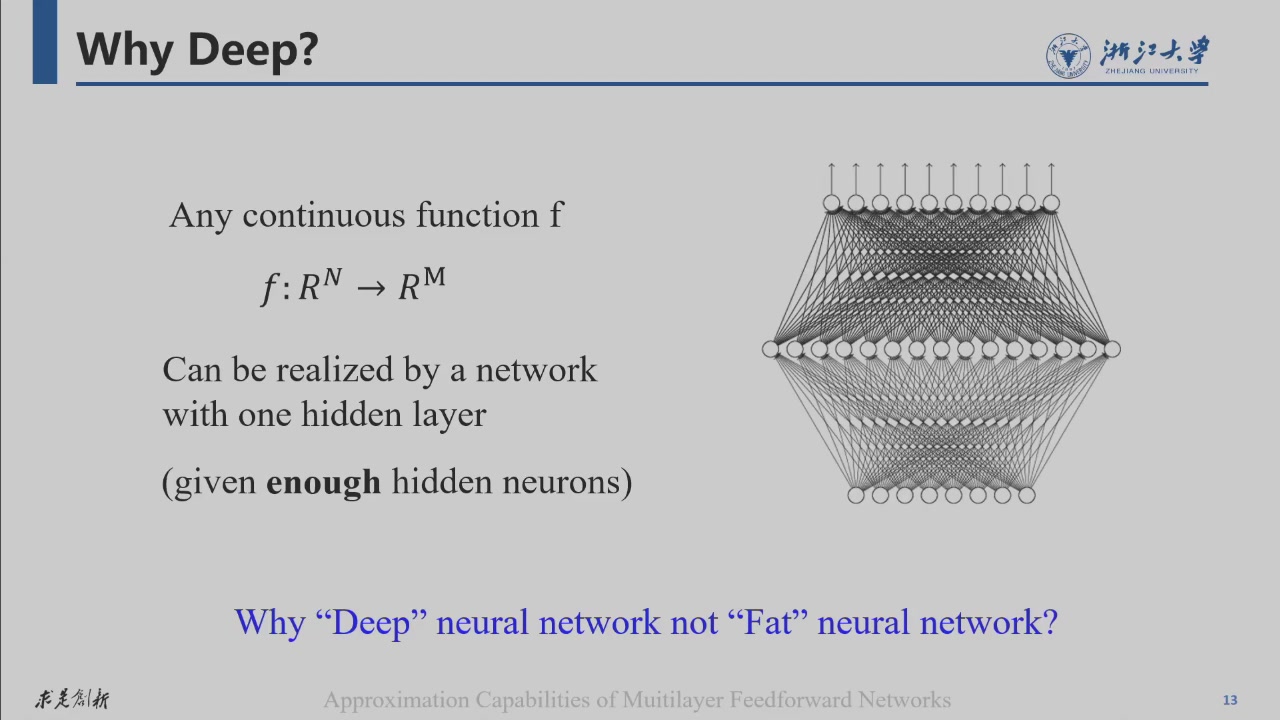 Why Deep?
浙江大学
ZHEJIANG UNIVERSITY
Any continuous function f
f: R^N → R^M
Can be realized by a network
with one hidden layer
(given enough hidden neurons)
Why “Deep” neural network not “Fat” neural network?
求是创新
Approximation Capabilities of Muitilayer Feedforward Networks
13